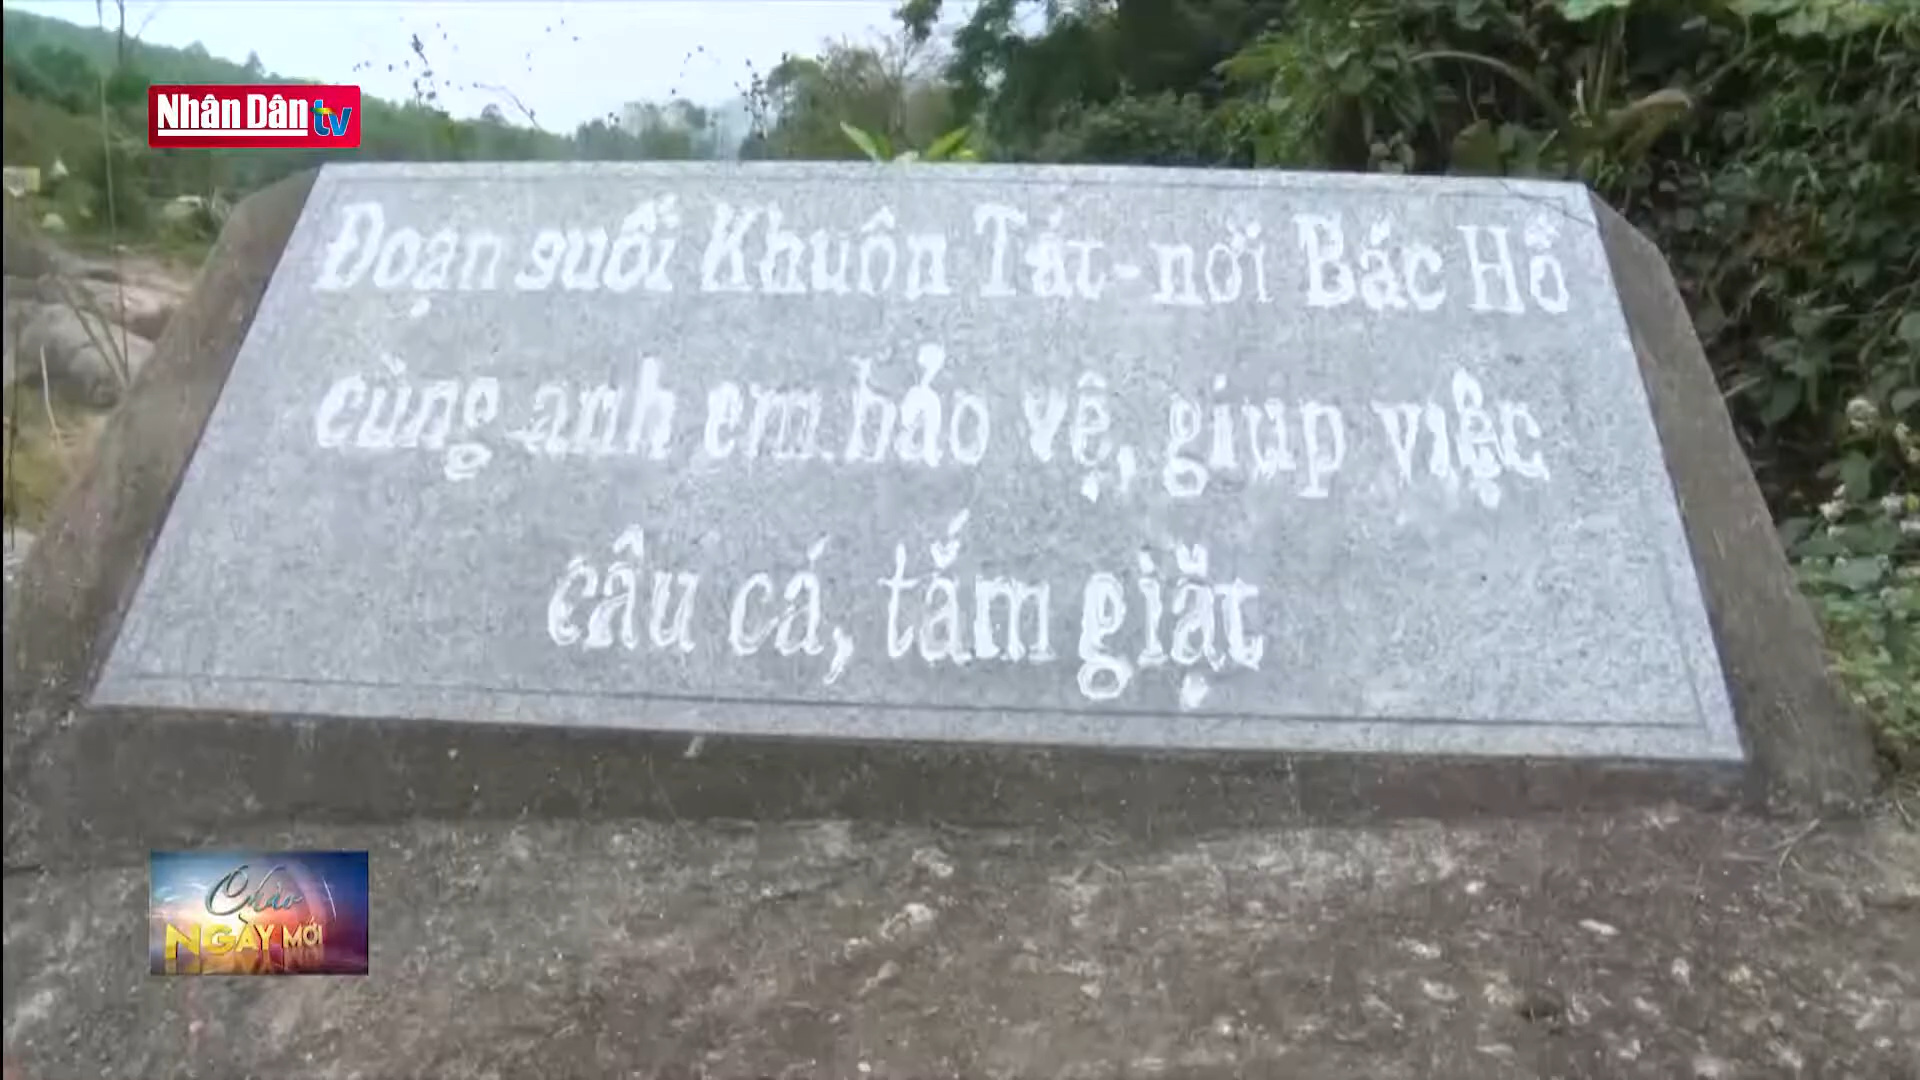 Nhân Dân tv
Đoạn suối Khuôn Tát - nơi Bác Hồ
cùng anh em bảo vệ, giúp việc
câu cá, tắm giặt
Chào
NGÀY MỚI